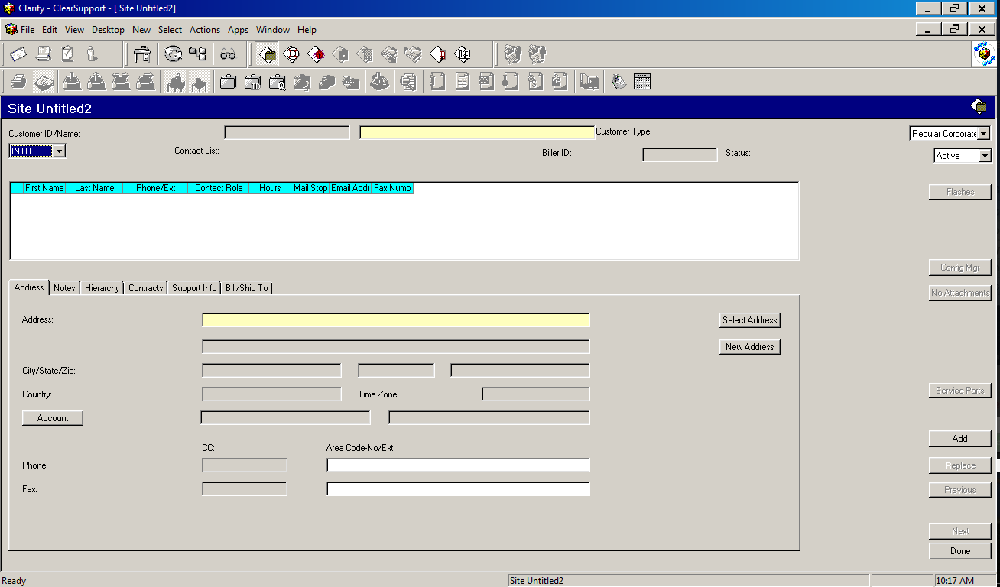 Clarify - ClearSupport - [ Site Untitled2]
File Edit View Desktop New Select Actions Apps Window Help
Site Untitled2
Customer ID/Name: Customer Type: Regular Corporate
INTR Contact List: Biller ID: Status: Active
First Name Last Name Phone/Ext Contact Role Hours Mail Stop Email Addr Fax Numb
Flashes
Config Mgr
No Attachments
Address Notes Hierarchy Contracts Support Info Bill/Ship To
Address: Select Address
New Address
City/State/Zip:
Country: Time Zone:
Service Parts
Account
Add
CC: Area Code-No/Ext:
Phone: Replace
Fax: Previous
Next
Done
Ready Site Untitled2 10:17 AM